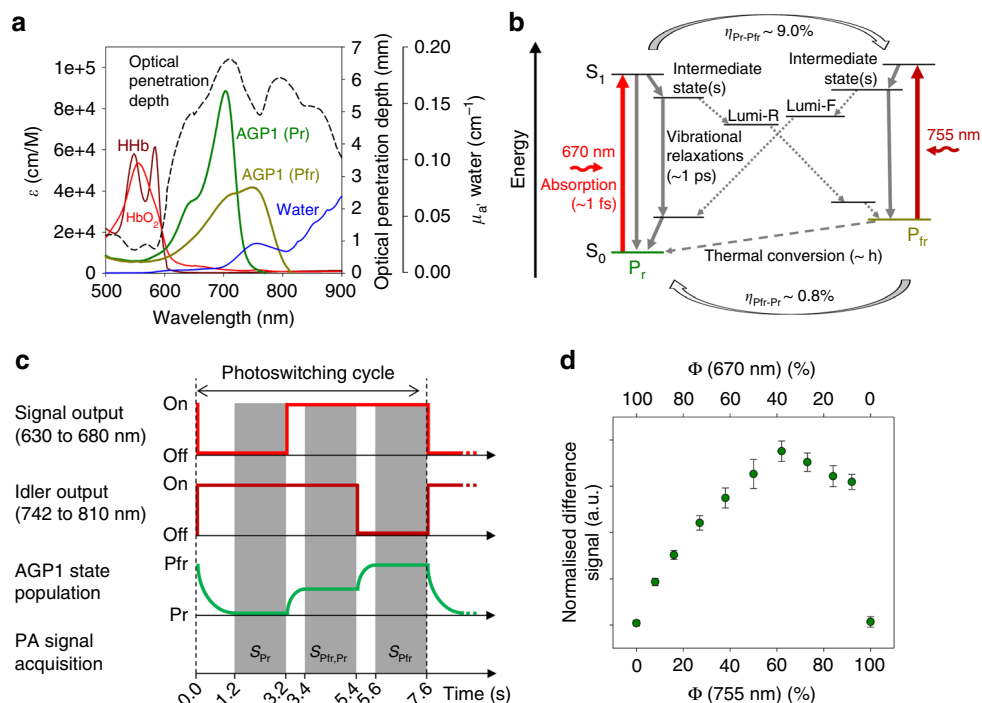 a
1e+5
8e+4
6e+4
4e+4
2e+4
0
ε (cm/M)
500
600
700
800
900
Wavelength (nm)
Optical
penetration
depth
HHb
HbO2
AGP1 (Pr)
AGP1 (Pfr)
Water
7
6
5
4
3
2
1
0
Optical penetration depth (mm)
0.20
0.15
0.10
0.05
0.00
μa, water (cm–1)
b
Energy
ηPr-Pfr ~ 9.0%
S1
Intermediate
state(s)
Intermediate
state(s)
Lumi-R
Lumi-F
670 nm
Absorption
(~1 fs)
Vibrational
relaxations
(~1 ps)
755 nm
S0
Pr
Pfr
Thermal conversion (~ h)
ηPfr-Pr ~ 0.8%
c
Photoswitching cycle
Signal output
(630 to 680 nm)
On
Off
Idler output
(742 to 810 nm)
On
Off
AGP1 state
population
Pfr
Pr
PA signal
acquisition
SPr
SPfr,Pr
SPfr
0.0
1.2
3.2
3.4
5.4
5.6
7.6
Time (s)
d
Φ (670 nm) (%)
100 80 60 40 20 0
Normalised difference
signal (a.u.)
0 20 40 60 80 100
Φ (755 nm) (%)